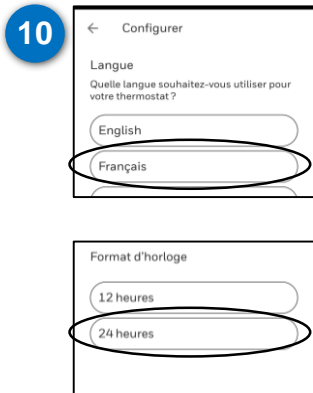 10
← Configurer
Langue
Quelle langue souhaitez-vous utiliser pour
votre thermostat ?
English
Français
Format d'horloge
12 heures
24 heures